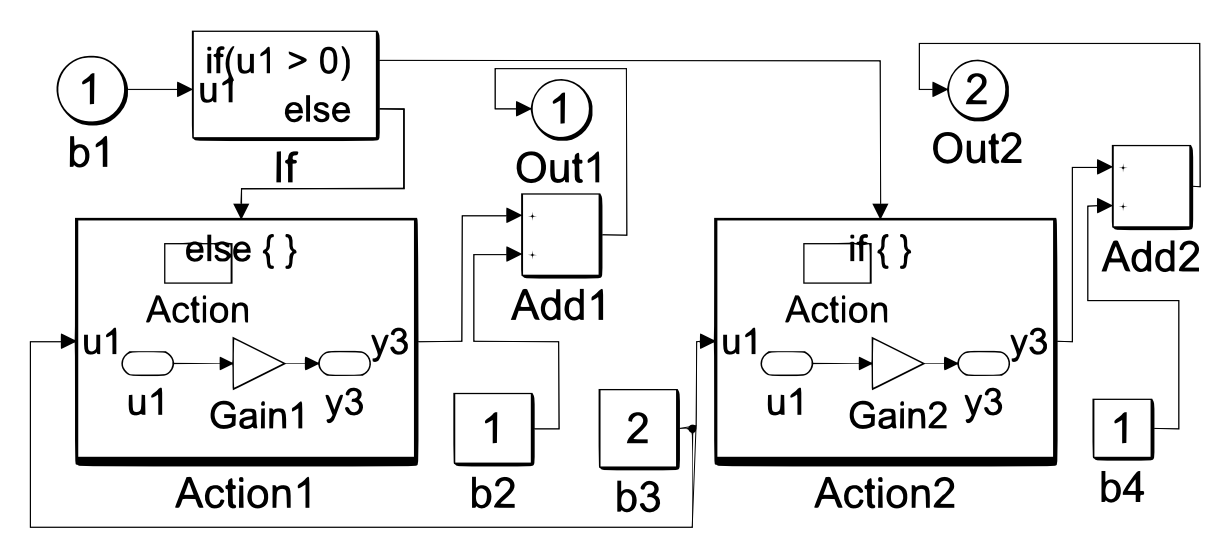 1
b1
if(u1 > 0)
u1
else
If
1
Out1
2
Out2
else { }
Action
u1
y3
u1
Gain1
y3
Action1
+
+
Add1
1
b2
2
b3
if { }
Action
u1
y3
u1
Gain2
y3
Action2
+
+
Add2
1
b4